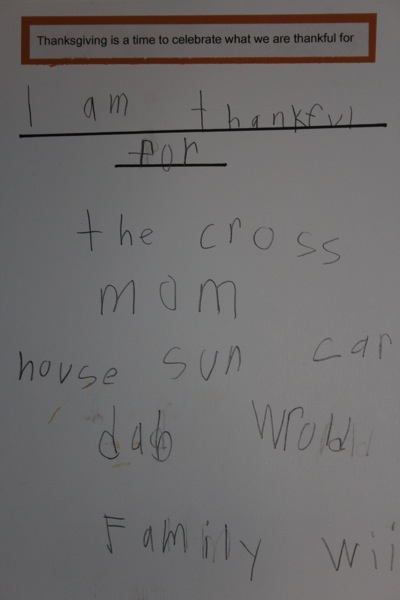 Thanksgiving is a time to celebrate what we are thankful for
I am thankful
for
the cross
mom
house sun car
dad
Family wii